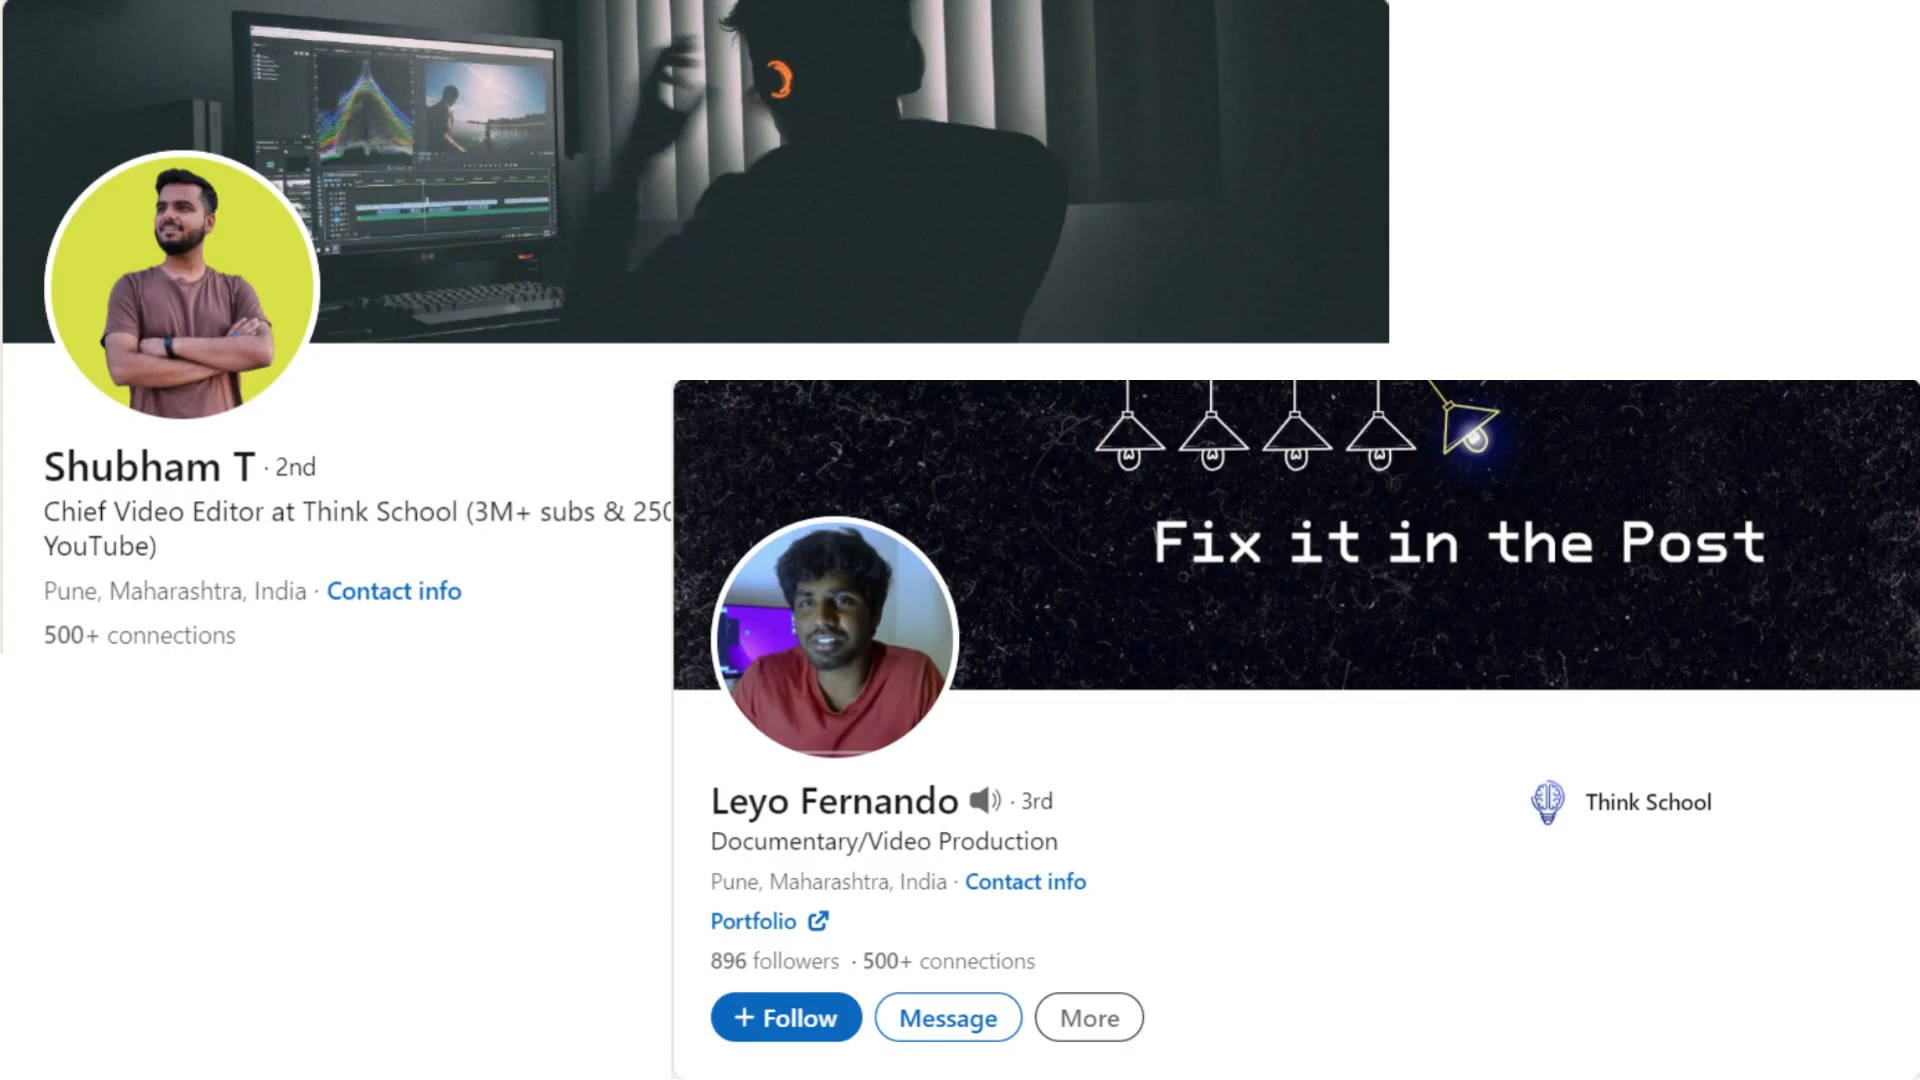 Shubham T · 2nd
Chief Video Editor at Think School (3M+ subs & 250
YouTube)
Pune, Maharashtra, India · Contact info
500+ connections
Fix it in the Post
Leyo Fernando · 3rd
Think School
Documentary/Video Production
Pune, Maharashtra, India · Contact info
Portfolio
896 followers · 500+ connections
+ Follow
Message
More